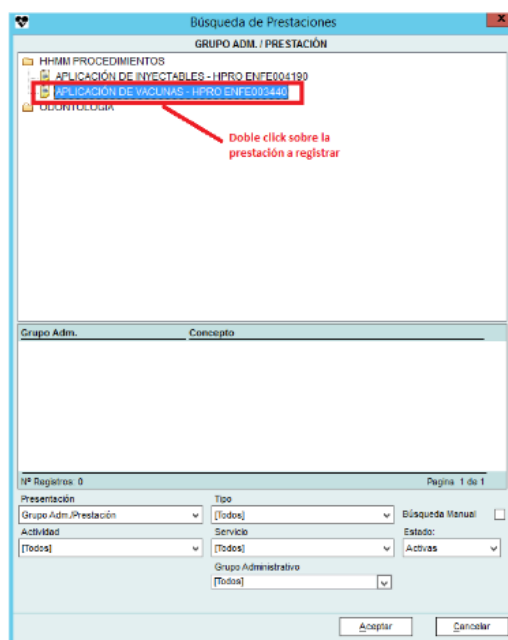 Búsqueda de Prestaciones
GRUPO ADM. / PRESTACIÓN
HHMM PROCEDIMIENTOS
APLICACIÓN DE INYECTABLES - HPRO ENFE004190
APLICACIÓN DE VACUNAS - HPRO ENFE003440
ODONTOLOGIA
Doble click sobre la
prestación a registrar
Grupo Adm. Concepto
Nº Registros 0 Pagina 1 de 1
Presentación Tipo
Grupo Adm./Prestación [Todos] Búsqueda Manual
Actividad Servicio Estado:
[Todos] [Todos] Activas
Grupo Administrativo
[Todos]
Aceptar Cancelar